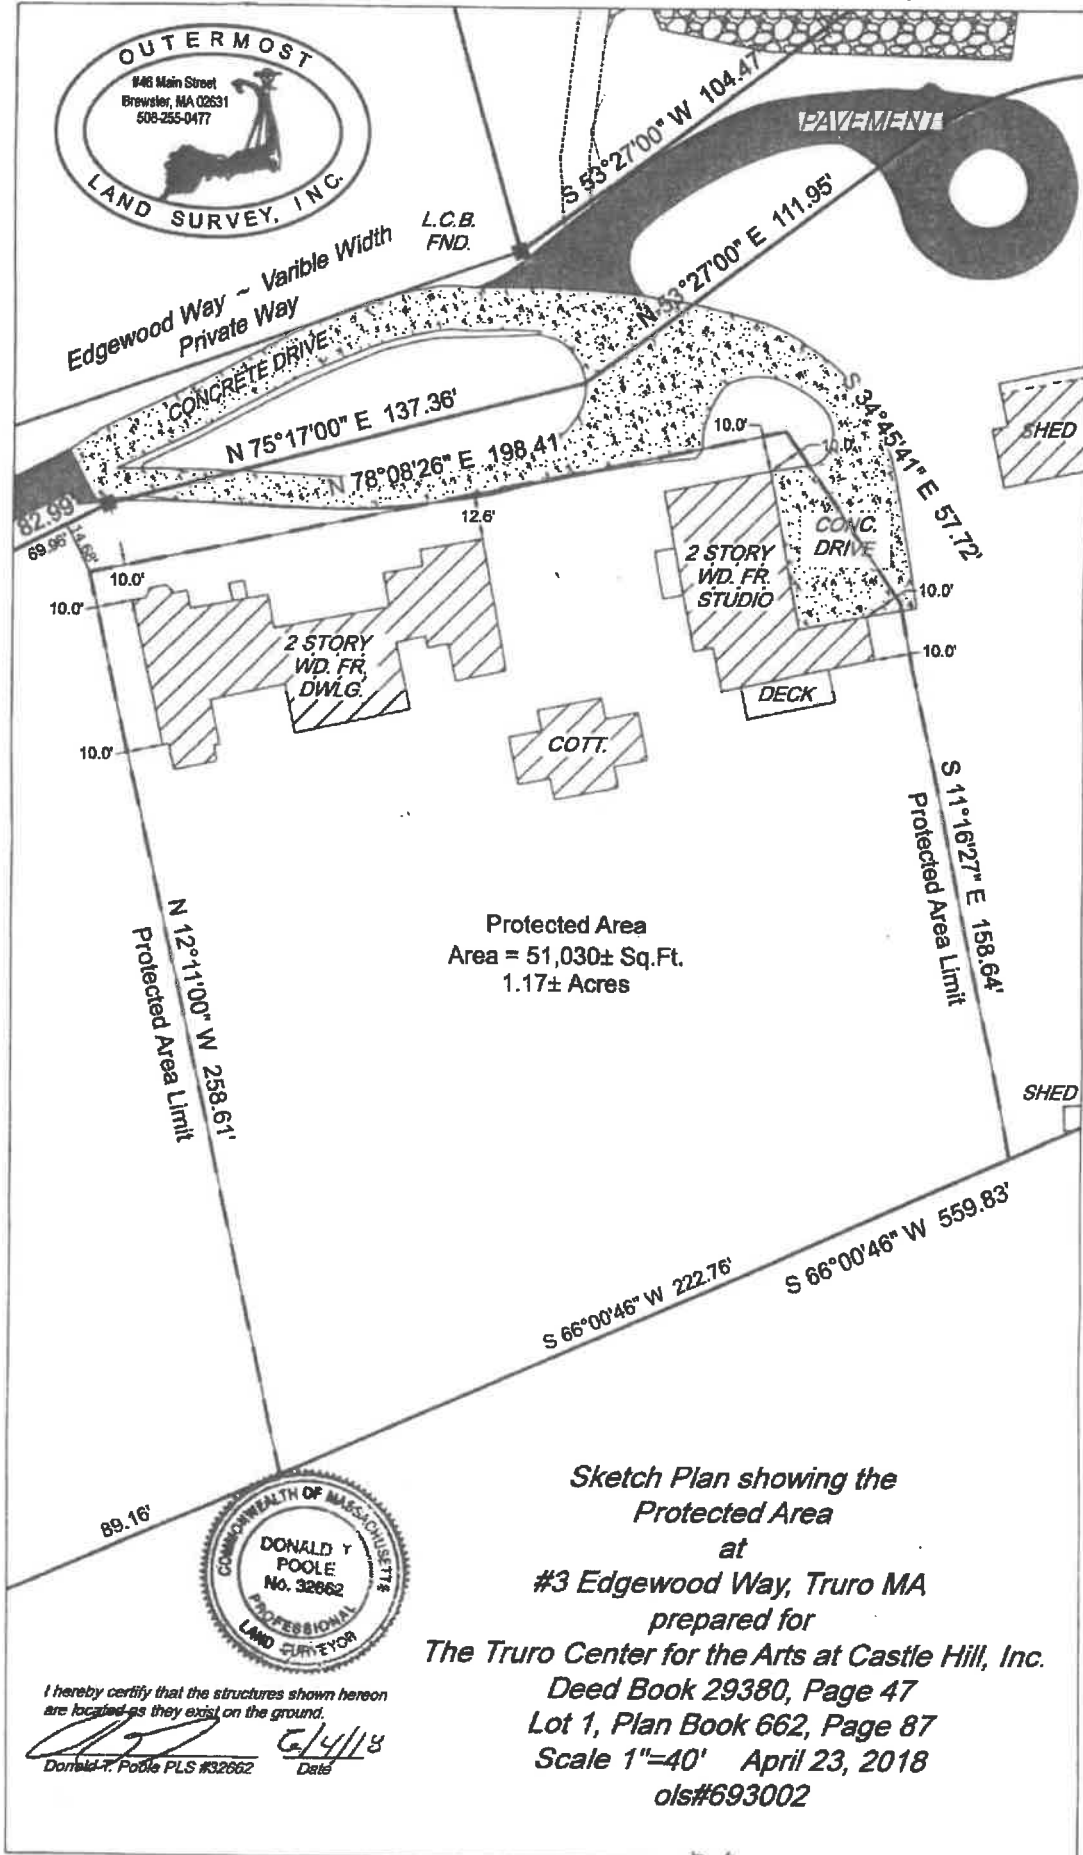 OUTERMOST
#46 Main Street
Brewster, MA 02631
508-255-0477
LAND SURVEY, INC.
L.C.B.
FND.
S 53°27'00" W 104.47'
PAVEMENT
N 53°27'00" E 111.95'
Edgewood Way ~ Varible Width
Private Way
CONCRETE DRIVE
N 75°17'00" E 137.36'
N 78°08'26" E 198.41'
S 34°45'41" E 57.72'
SHED
10.0'
10.0'
82.99'
69.96'
14.68'
12.6'
10.0'
10.0'
CONC.
DRIVE
2 STORY
WD. FR.
STUDIO
10.0'
10.0'
2 STORY
WD. FR.
DWLG.
DECK
COTT.
10.0'
S 11°16'27" E 158.64'
Protected Area Limit
N 12°11'00" W 258.61'
Protected Area Limit
Protected Area
Area = 51,030± Sq.Ft.
1.17± Acres
SHED
S 66°00'46" W 559.83'
S 66°00'46" W 222.76'
89.16'
COMMONWEALTH OF MASSACHUSETTS
DONALD T
POOLE
No. 32662
PROFESSIONAL
LAND SURVEYOR
Sketch Plan showing the
Protected Area
at
#3 Edgewood Way, Truro MA
prepared for
The Truro Center for the Arts at Castle Hill, Inc.
Deed Book 29380, Page 47
Lot 1, Plan Book 662, Page 87
Scale 1"=40' April 23, 2018
ols#693002
I hereby certify that the structures shown hereon
are located as they exist on the ground.
6/4/18
Donald T. Poole PLS #32662 Date